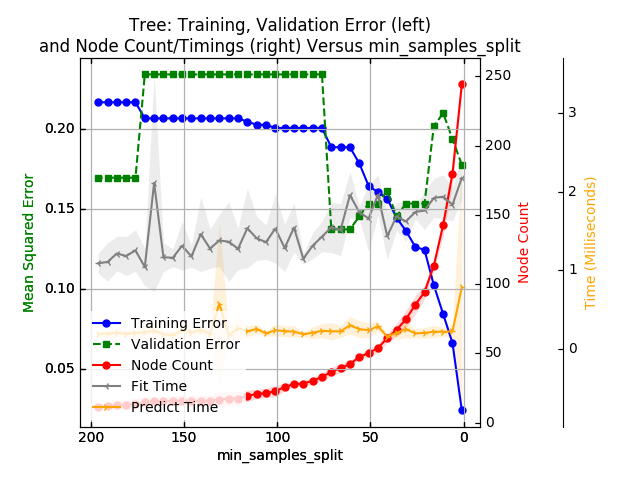 Tree: Training, Validation Error (left)
and Node Count/Timings (right) Versus min_samples_split
Mean Squared Error
0.20
0.15
0.10
0.05
Training Error
Validation Error
Node Count
Fit Time
Predict Time
200
150
100
50
0
min_samples_split
250
200
150
100
50
0
Node Count
3
2
1
0
Time (Milliseconds)